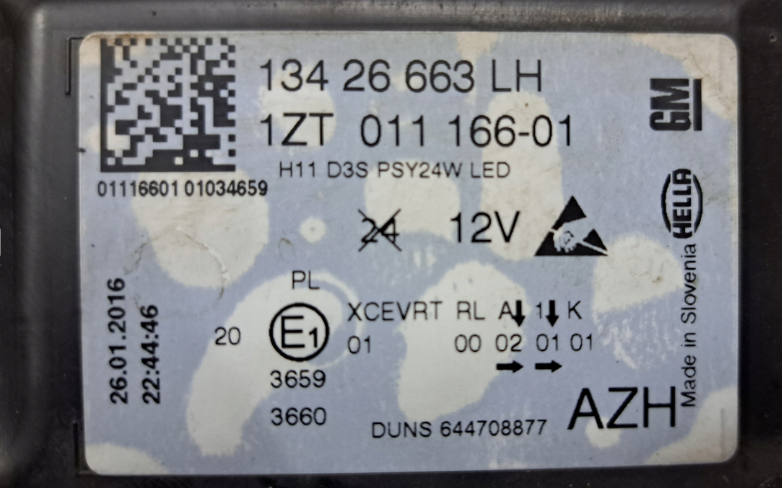 134 26 663 LH
1ZT 011 166-01
H11 D3S PSY24W LED
01116601 01034659
GM
HELLA
24 12V
Made in Slovenia
26.01.2016
22:44:46
PL
20 E1 XCEVRT RL A 1 K
01 00 02 01 01
3659
3660
DUNS 644708877
AZH